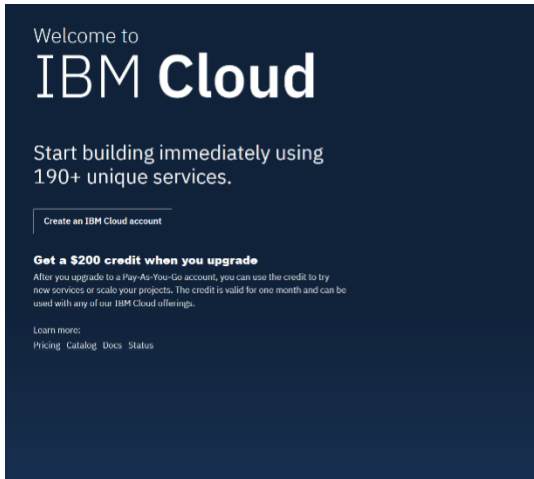 Welcome to
IBM Cloud
Start building immediately using
190+ unique services.
Create an IBM Cloud account
Get a $200 credit when you upgrade
After you upgrade to a Pay-As-You-Go account, you can use the credit to try
new services or scale your projects. The credit is valid for one month and can be
used with any of our IBM Cloud offerings.
Learn more:
Pricing Catalog Docs Status